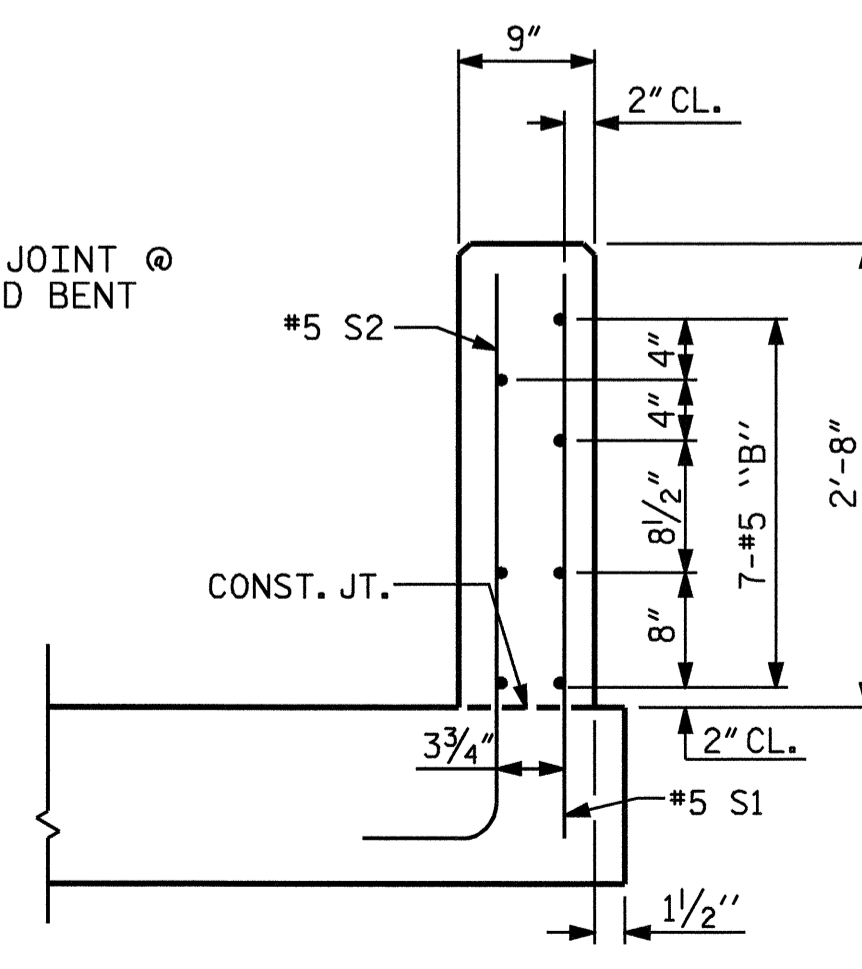 9"
2" CL.
JOINT @
D BENT
#5 S2
4"
4"
8½"
8"
7-#5 "B"
2'-8"
CONST. JT.
3¾"
2" CL.
#5 S1
1½"